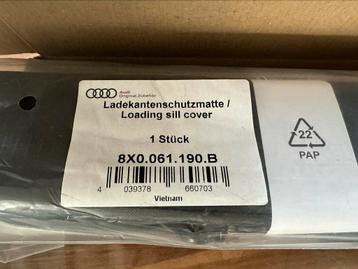 Audi
Original Zubehör
Ladekantenschutzmatte /
Loading sill cover
1 Stück
8X0.061.190.B
4 039378 660703
Vietnam
22
PAP